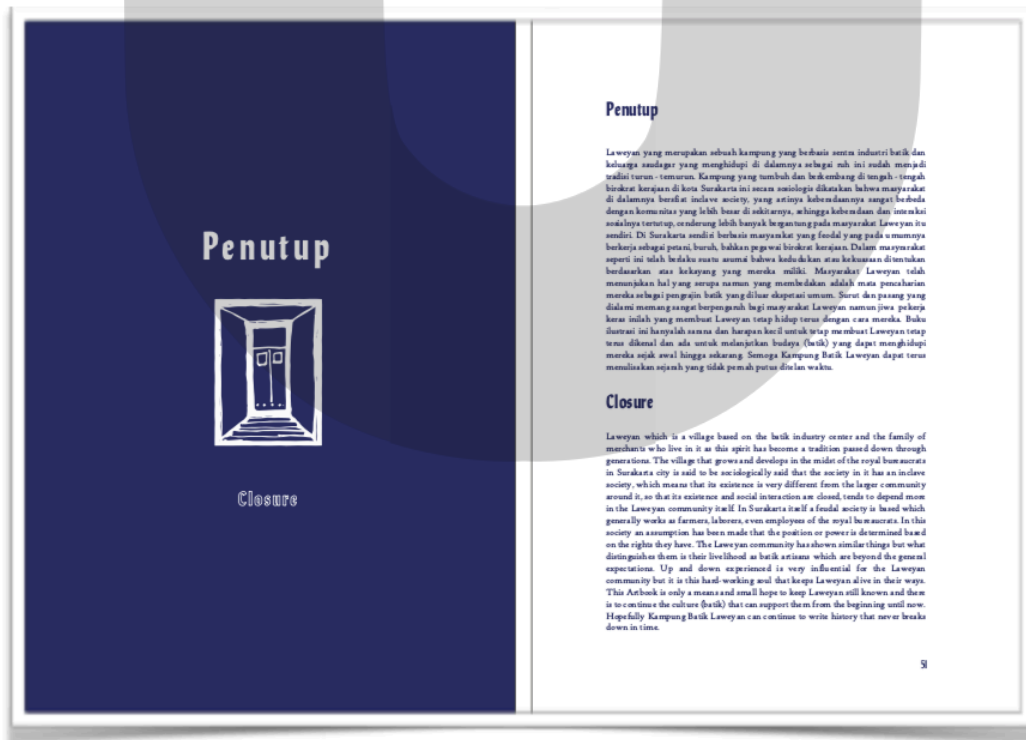 Penutup
Closure
Penutup
Laweyan yang merupakan sebuah kampung yang berbasis sentra industri batik dan
keluarga saudagar yang menghidupi di dalamnya sebagai ruh ini sudah menjadi
tradisi turun - temurun. Kampung yang tumbuh dan berkembang di tengah - tengah
birokrat kerajaan di kota Surakarta ini secara sosiologis dikatakan bahwa masyarakat
di dalamnya bersifat inclave society, yang artinya keberadaannya sangat berbeda
dengan komunitas yang lebih besar di sekitarnya, sehingga keberadaan dan interaksi
sosialnya tertutup, cenderung lebih banyak bergantung pada masyarakat Laweyan itu
sendiri. Di Surakarta sendiri berbasis masyarakat yang feodal yang pada umumnya
berkerja sebagai petani, buruh, bahkan pegawai birokrat kerajaan. Dalam masyrarakat
seperti ini telah berlaku suatu asumsi bahwa kedudukan atau kekuasaan ditentukan
berdasarkan atas kekayang yang mereka miliki. Masyarakat Laweyan telah
menunjukan hal yang serupa namun yang membedakan adalah mata pencaharian
mereka sebagai pengrajin batik yang diluar ekspetasi umum. Surut dan pasang yang
dialami memang sangat berpengaruh bagi masyarakat Laweyan namun jiwa pekerja
keras inilah yang membuat Laweyan tetap hidup terus dengan cara mereka. Buku
ilustrasi ini hanyalah sarana dan harapan kecil untuk tetap membuat Laweyan tetap
terus dikenal dan ada untuk melanjutkan budaya (batik) yang dapat menghidupi
mereka sejak awal hingga sekarang. Semoga Kampung Batik Laweyan dapat terus
menuliskan sejarah yang tidak pernah putus ditelan waktu.
Closure
Laweyan which is a village based on the batik industry center and the family of
merchants who live in it as this spirit has become a tradition passed down through
generations. The village that grows and develops in the midst of the royal bureaucrats
in Surakarta city is said to be sociologically said that the society in it has an inclave
society, which means that its existence is very different from the larger community
around it, so that its existence and social interaction are closed, tends to depend more
in the Laweyan community itself. In Surakarta itself a feudal society is based which
generally works as farmers, laborers, even employees of the royal bureaucrats. In this
society an assumption has been made that the position or power is determined based
on the rights they have. The Laweyan community has shown similar things but what
distinguishes them is their livelihood as batik artisans which are beyond the general
expectations. Up and down experienced is very influential for the Laweyan
community but it is this hard-working soul that keeps Laweyan alive in their ways.
This Artbook is only a means and small hope to keep Laweyan still known and there
is to continue the culture (batik) that can support them from the beginning until now.
Hopefully Kampung Batik Laweyan can continue to write history that never breaks
down in time.
51